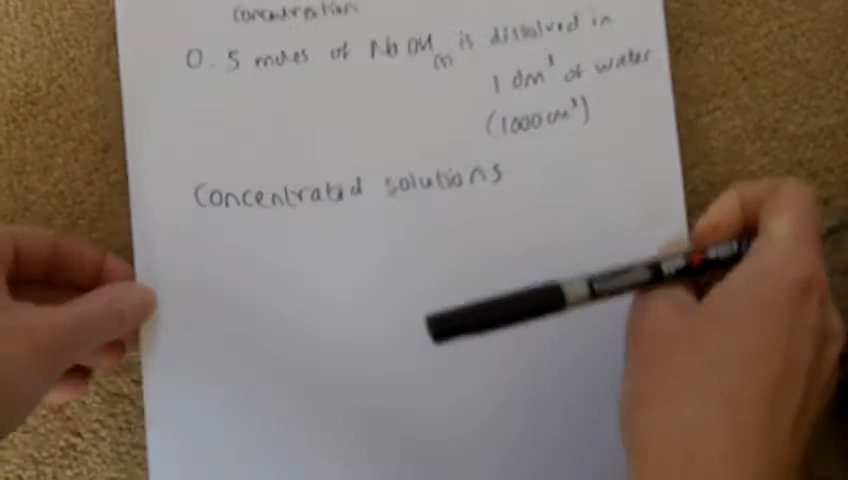 Concentration
0.5 moles of NaOH(s) is dissolved in
1 dm³ of water
(1000 cm³)
Concentrated solutions